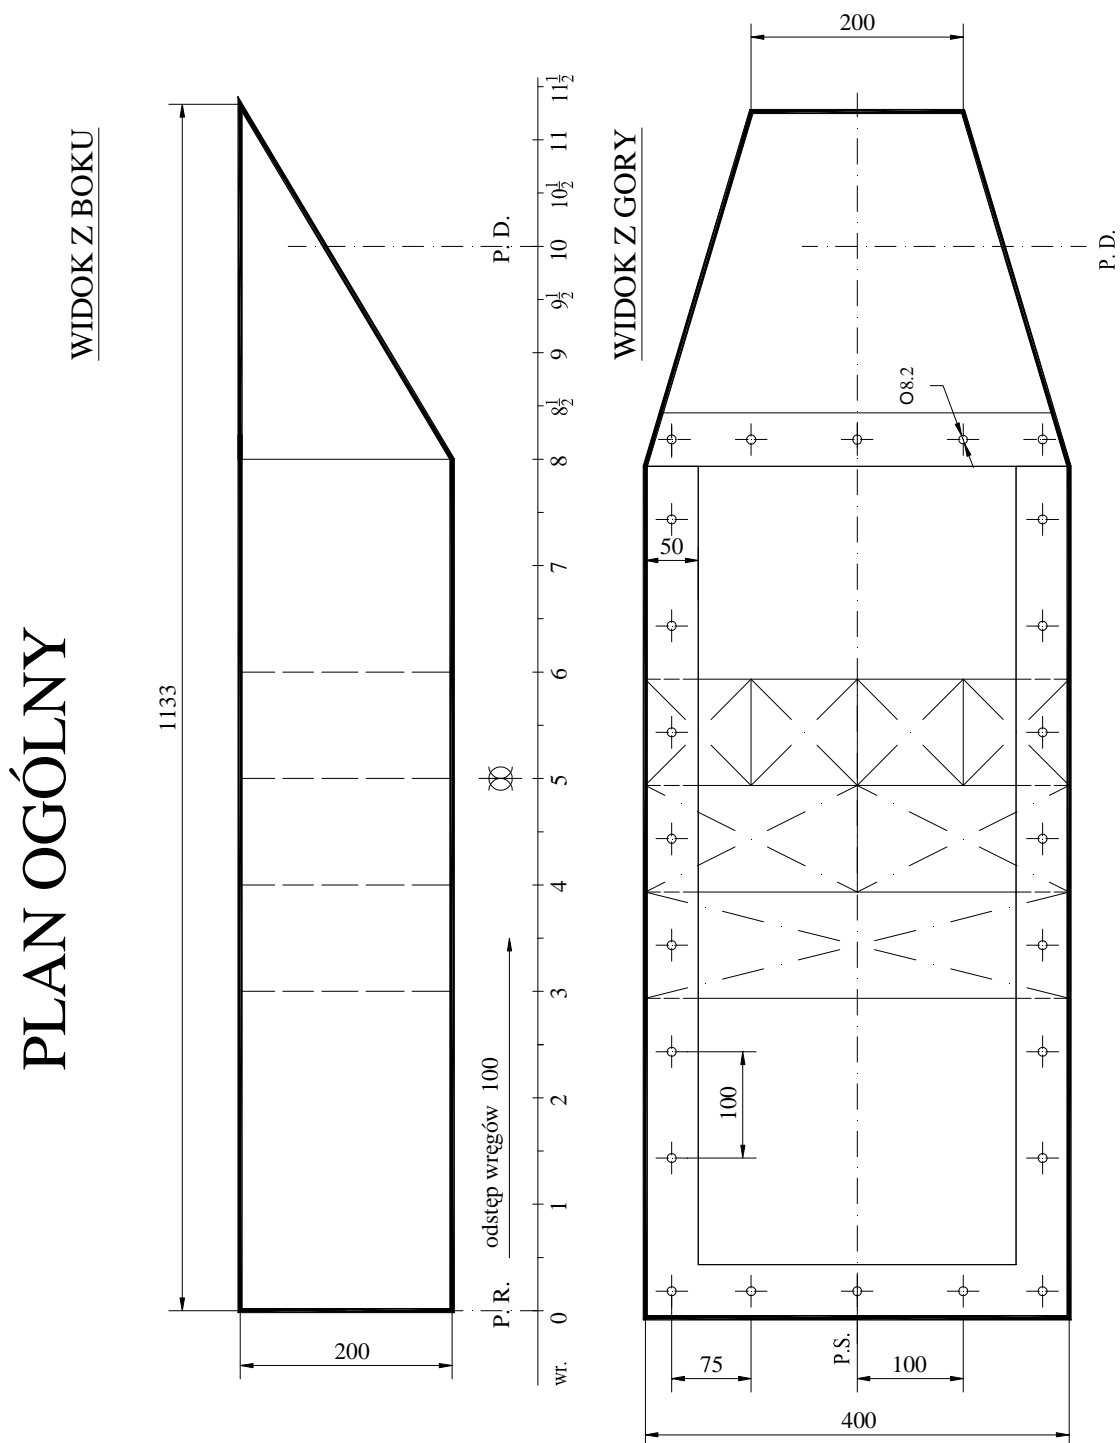 PLAN OGÓLNY
WIDOK Z BOKU
1133
200
P. R.
odstęp wręgów 100
P. D.
wr.
0
1
2
3
4
5
6
7
8
8½
9
9½
10
10½
11
11½
WIDOK Z GORY
200
O8.2
P. D.
50
100
P.S.
75
100
400